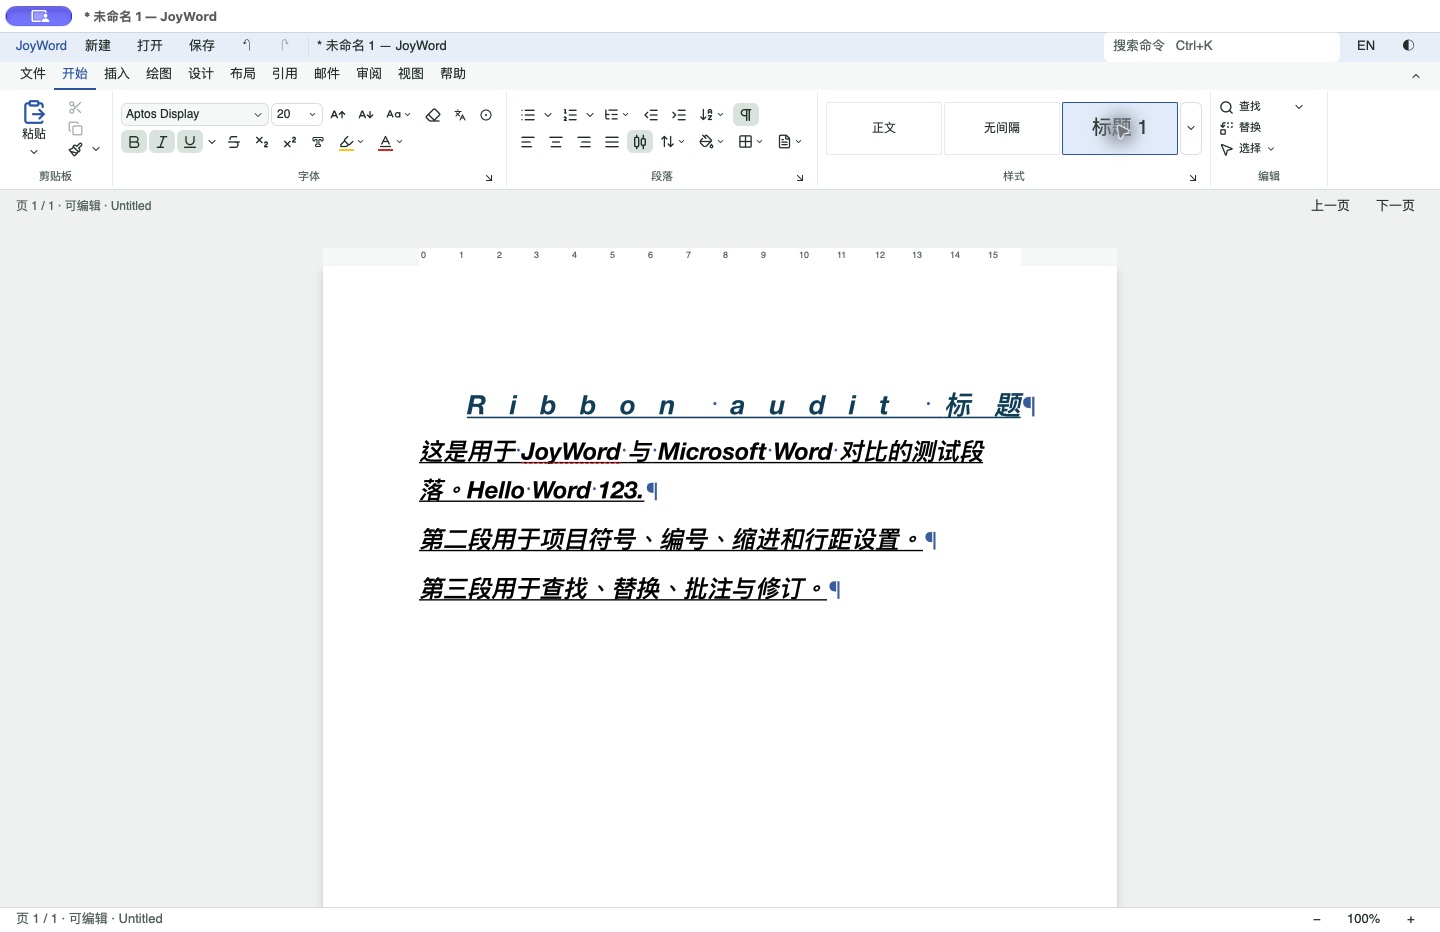 * 未命名 1 — JoyWord
JoyWord 新建 打开 保存 * 未命名 1 — JoyWord 搜索命令 Ctrl+K EN
文件 开始 插入 绘图 设计 布局 引用 邮件 审阅 视图 帮助
粘贴
剪贴板
Aptos Display 20
B I U
字体
段落
正文 无间隔 标题 1
样式
查找
替换
选择
编辑
页 1 / 1 · 可编辑 · Untitled 上一页 下一页
0 1 2 3 4 5 6 7 8 9 10 11 12 13 14 15
Ribbon·audit·标题¶
这是用于·JoyWord·与·Microsoft·Word·对比的测试段
落。Hello·Word·123.¶
第二段用于项目符号、编号、缩进和行距设置。¶
第三段用于查找、替换、批注与修订。¶
页 1 / 1 · 可编辑 · Untitled − 100% +